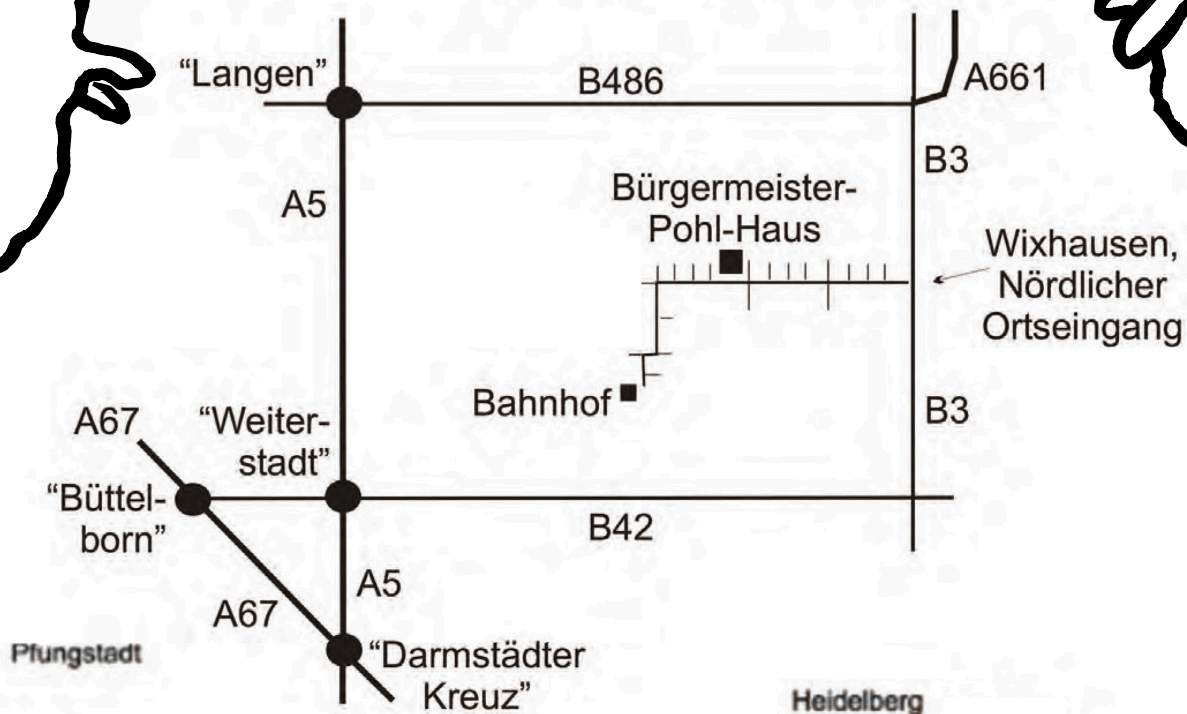 “Langen”
B486
A661
A5
B3
Bürgermeister-
Pohl-Haus
Wixhausen,
Nördlicher
Ortseingang
Bahnhof
B3
A67
“Weiter-
stadt”
“Büttel-
born”
B42
A5
A67
“Darmstädter
Kreuz”
Pfungstadt
Heidelberg